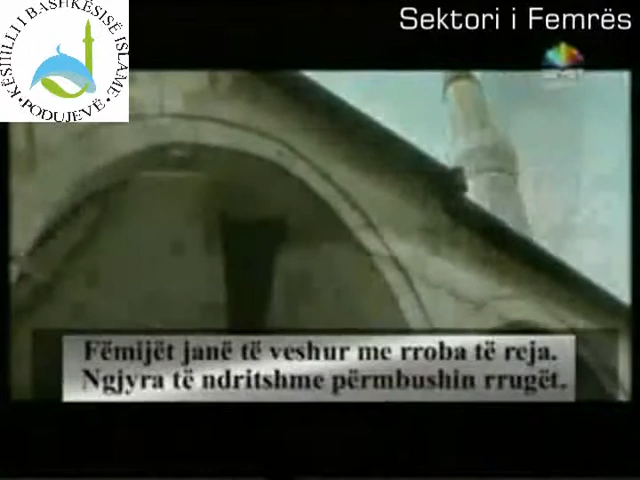 Sektori i Femrës
KËSHILLI I BASHKËSISË ISLAME
• PODUJEVË •
Fëmijët janë të veshur me rroba të reja.
Ngjyra të ndritshme përmbushin rrugët.